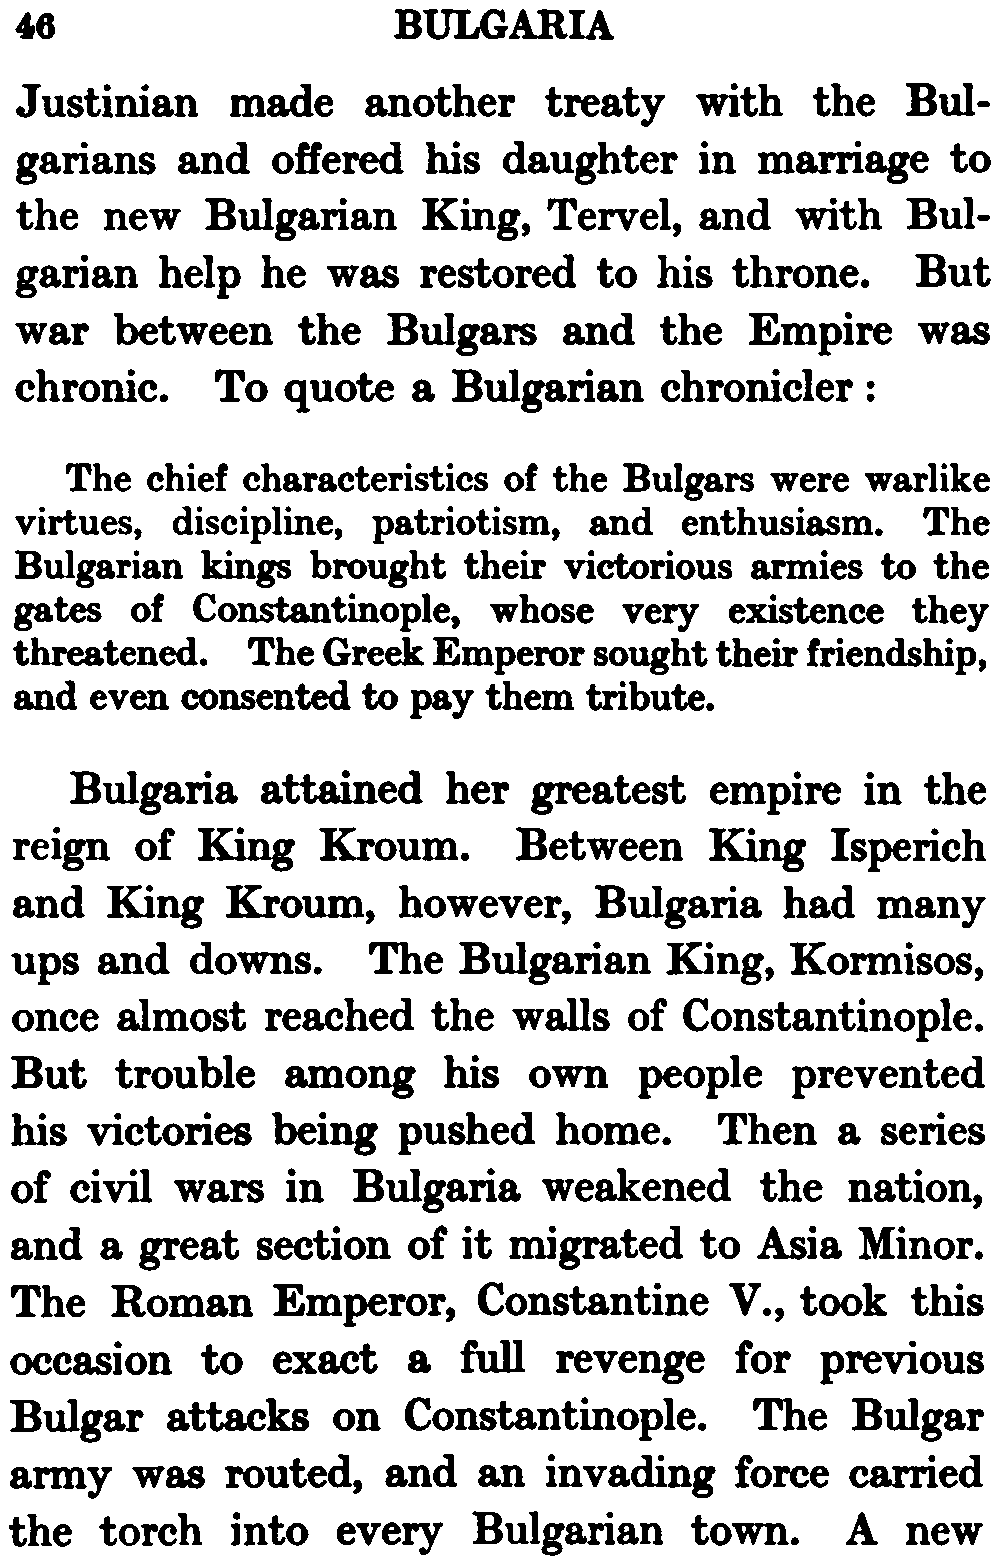 46 BULGARIA
Justinian made another treaty with the Bul-
garians and offered his daughter in marriage to
the new Bulgarian King, Tervel, and with Bul-
garian help he was restored to his throne. But
war between the Bulgars and the Empire was
chronic. To quote a Bulgarian chronicler :
The chief characteristics of the Bulgars were warlike
virtues, discipline, patriotism, and enthusiasm. The
Bulgarian kings brought their victorious armies to the
gates of Constantinople, whose very existence they
threatened. The Greek Emperor sought their friendship,
and even consented to pay them tribute.
Bulgaria attained her greatest empire in the
reign of King Kroum. Between King Isperich
and King Kroum, however, Bulgaria had many
ups and downs. The Bulgarian King, Kormisos,
once almost reached the walls of Constantinople.
But trouble among his own people prevented
his victories being pushed home. Then a series
of civil wars in Bulgaria weakened the nation,
and a great section of it migrated to Asia Minor.
The Roman Emperor, Constantine V., took this
occasion to exact a full revenge for previous
Bulgar attacks on Constantinople. The Bulgar
army was routed, and an invading force carried
the torch into every Bulgarian town. A new